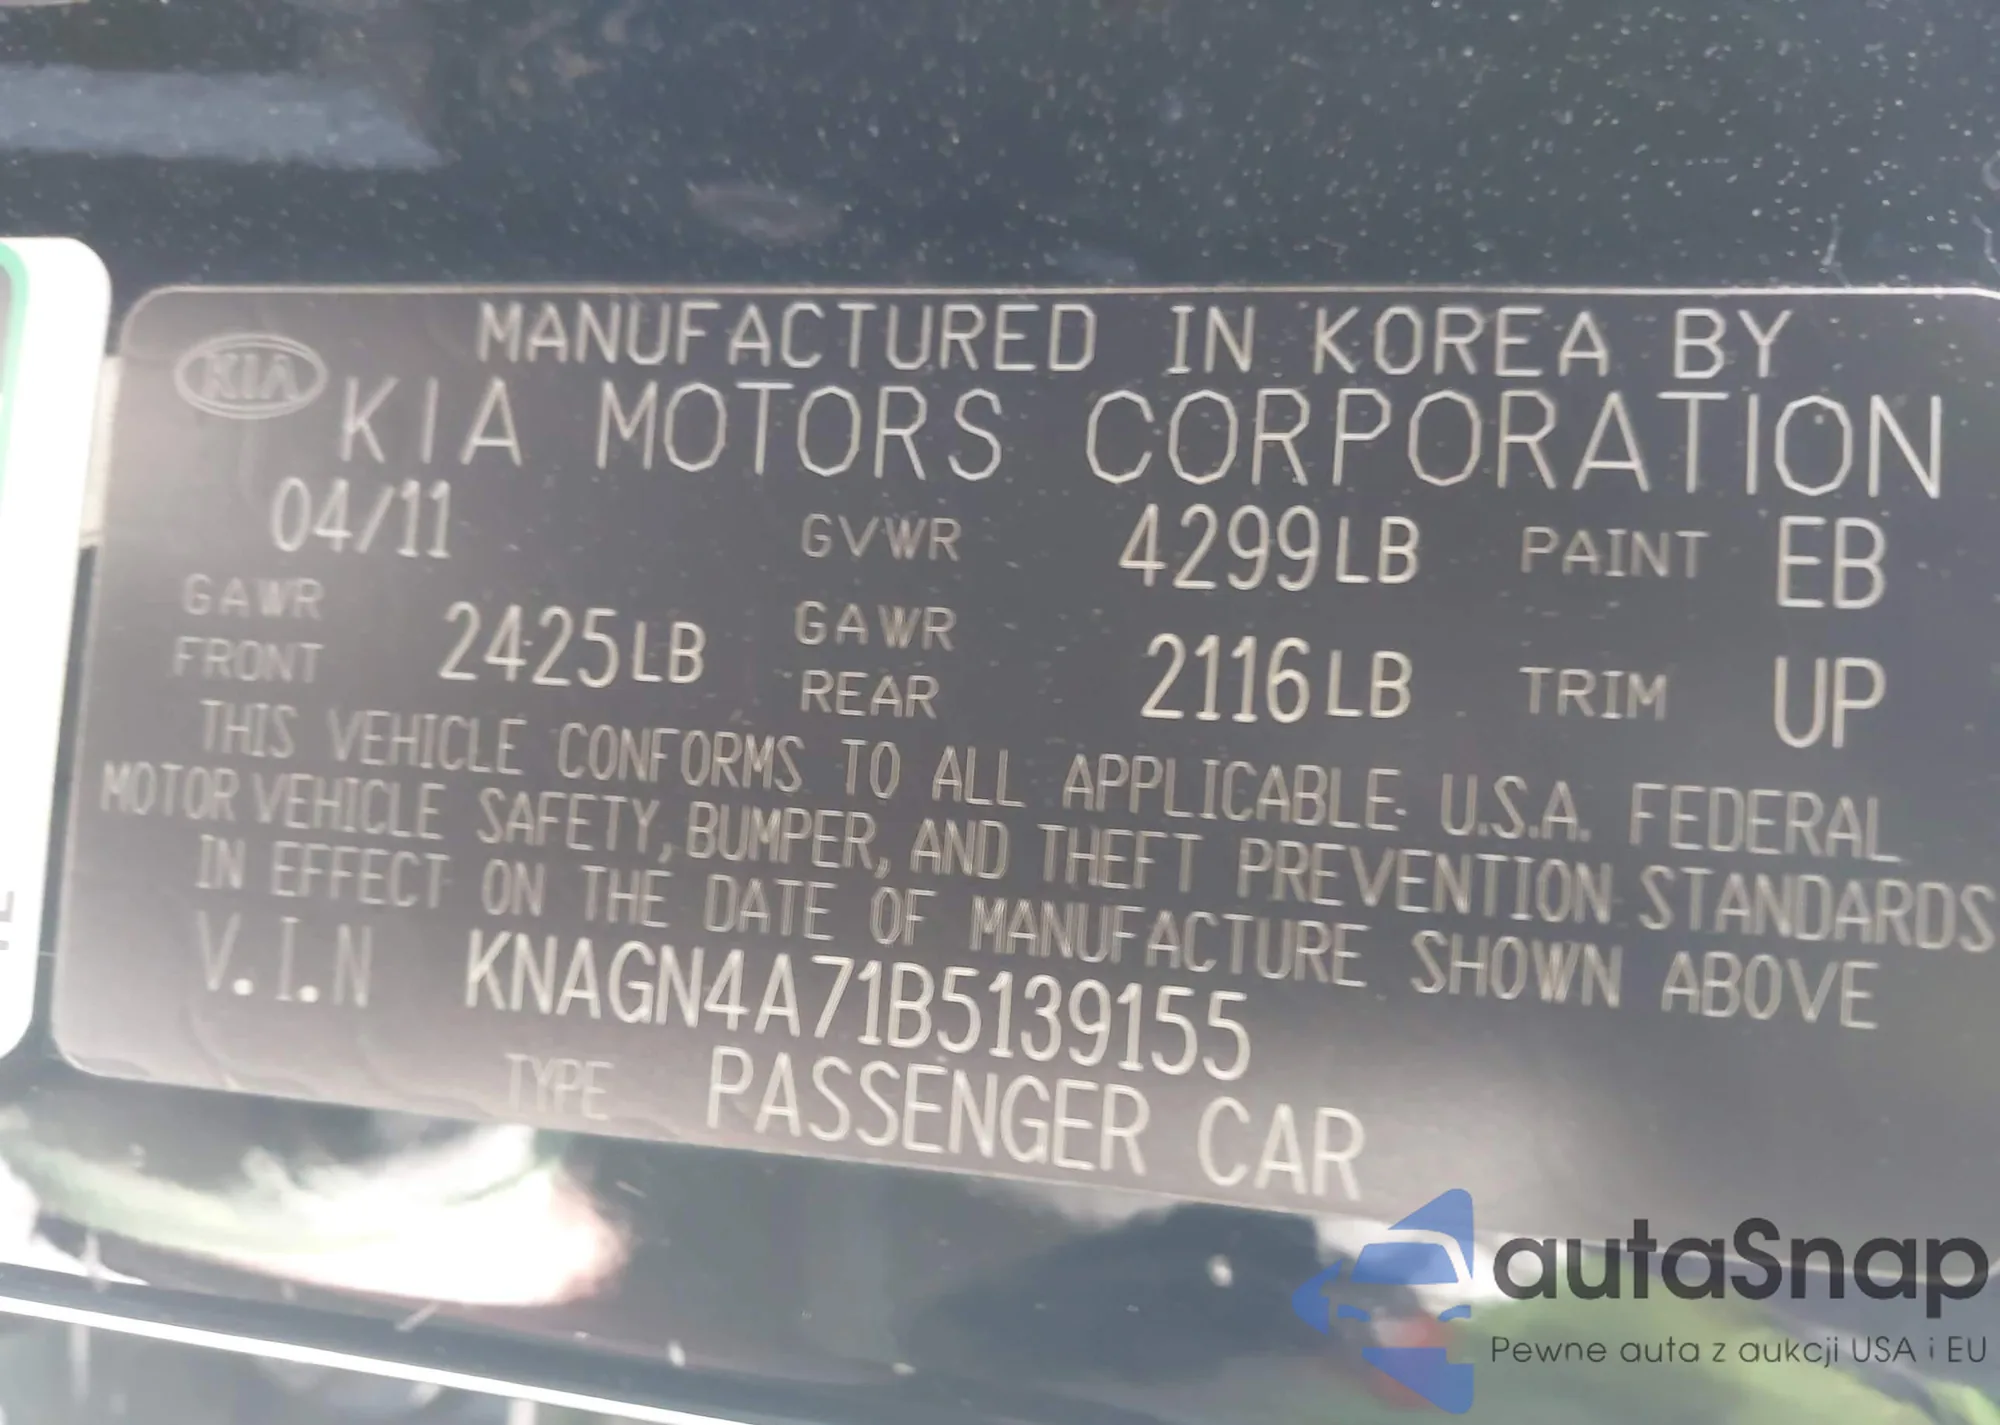 MANUFACTURED IN KOREA BY
KIA
KIA MOTORS CORPORATION
04/11 GVWR 4299LB PAINT EB
GAWR FRONT 2425LB GAWR REAR 2116LB TRIM UP
THIS VEHICLE CONFORMS TO ALL APPLICABLE U.S.A. FEDERAL
MOTOR VEHICLE SAFETY, BUMPER, AND THEFT PREVENTION STANDARDS
IN EFFECT ON THE DATE OF MANUFACTURE SHOWN ABOVE
V.I.N KNAGN4A71B5139155
TYPE PASSENGER CAR
autaSnap
Pewne auta z aukcji USA i EU